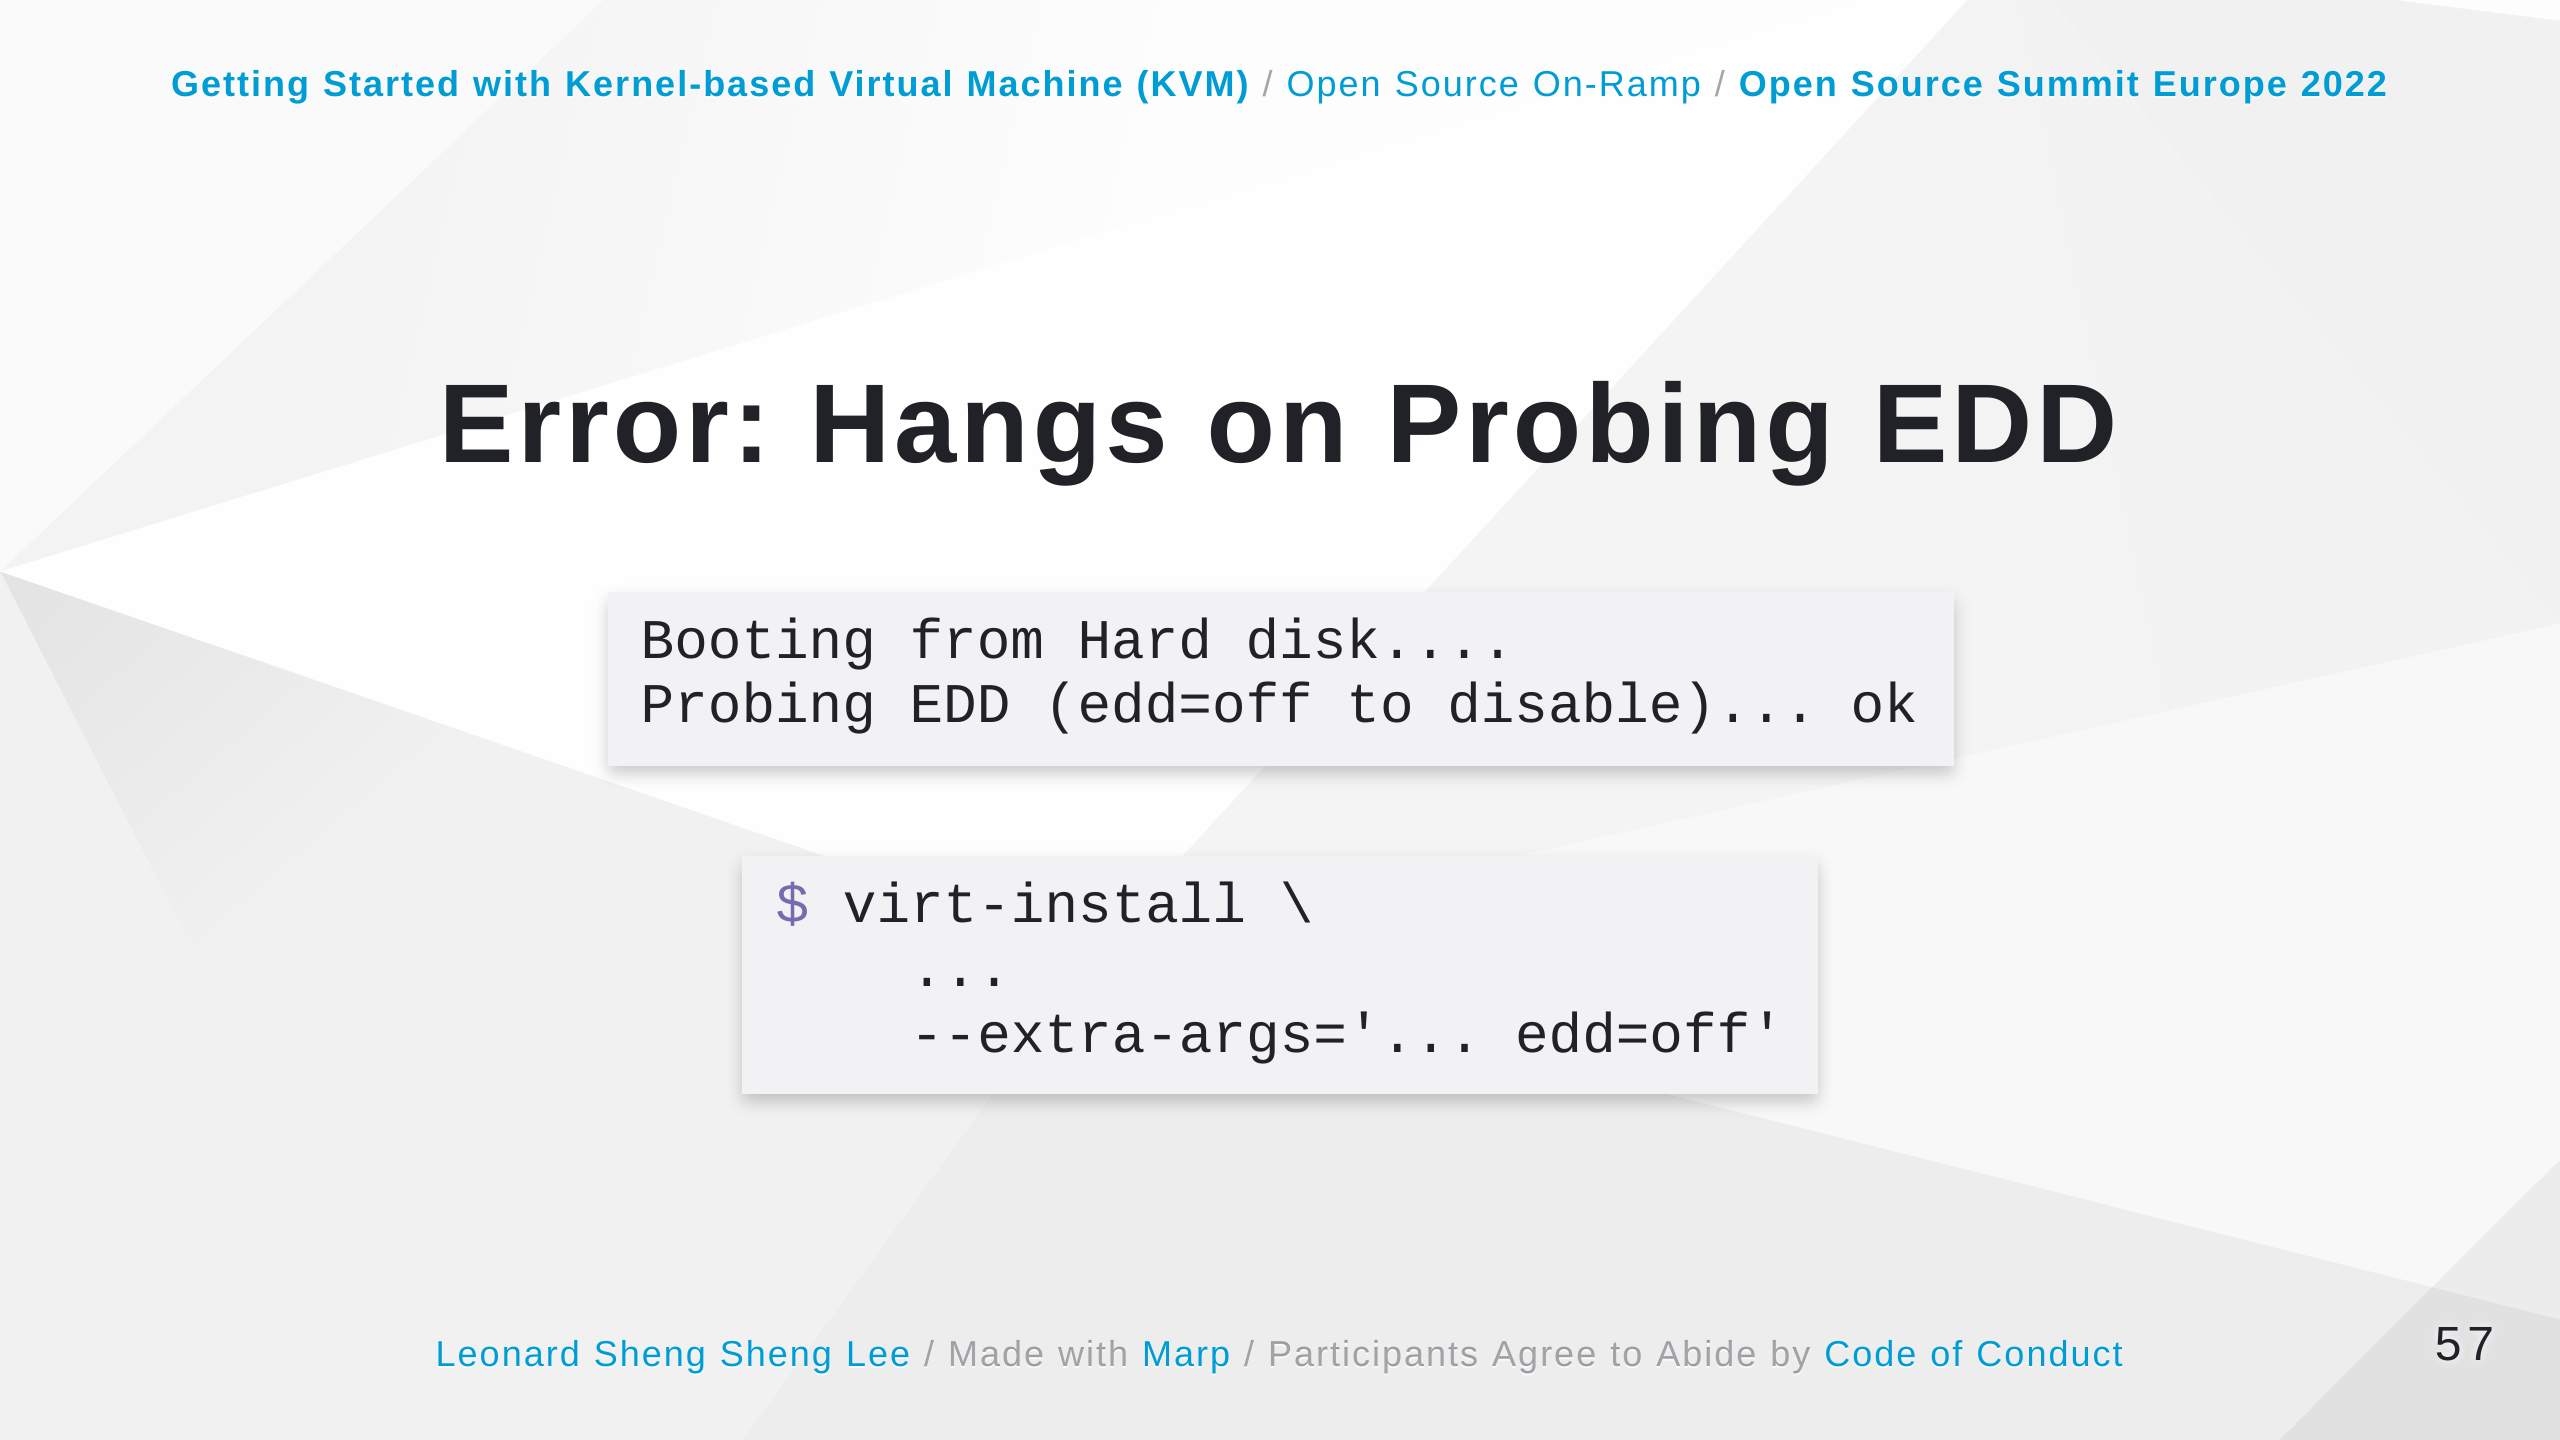 Getting Started with Kernel-based Virtual Machine (KVM) / Open Source On-Ramp / Open Source Summit Europe 2022
Error: Hangs on Probing EDD
Booting from Hard disk....
Probing EDD (edd=off to disable)... ok
$ virt-install \
    ...
    --extra-args='... edd=off'
Leonard Sheng Sheng Lee / Made with Marp / Participants Agree to Abide by Code of Conduct
57